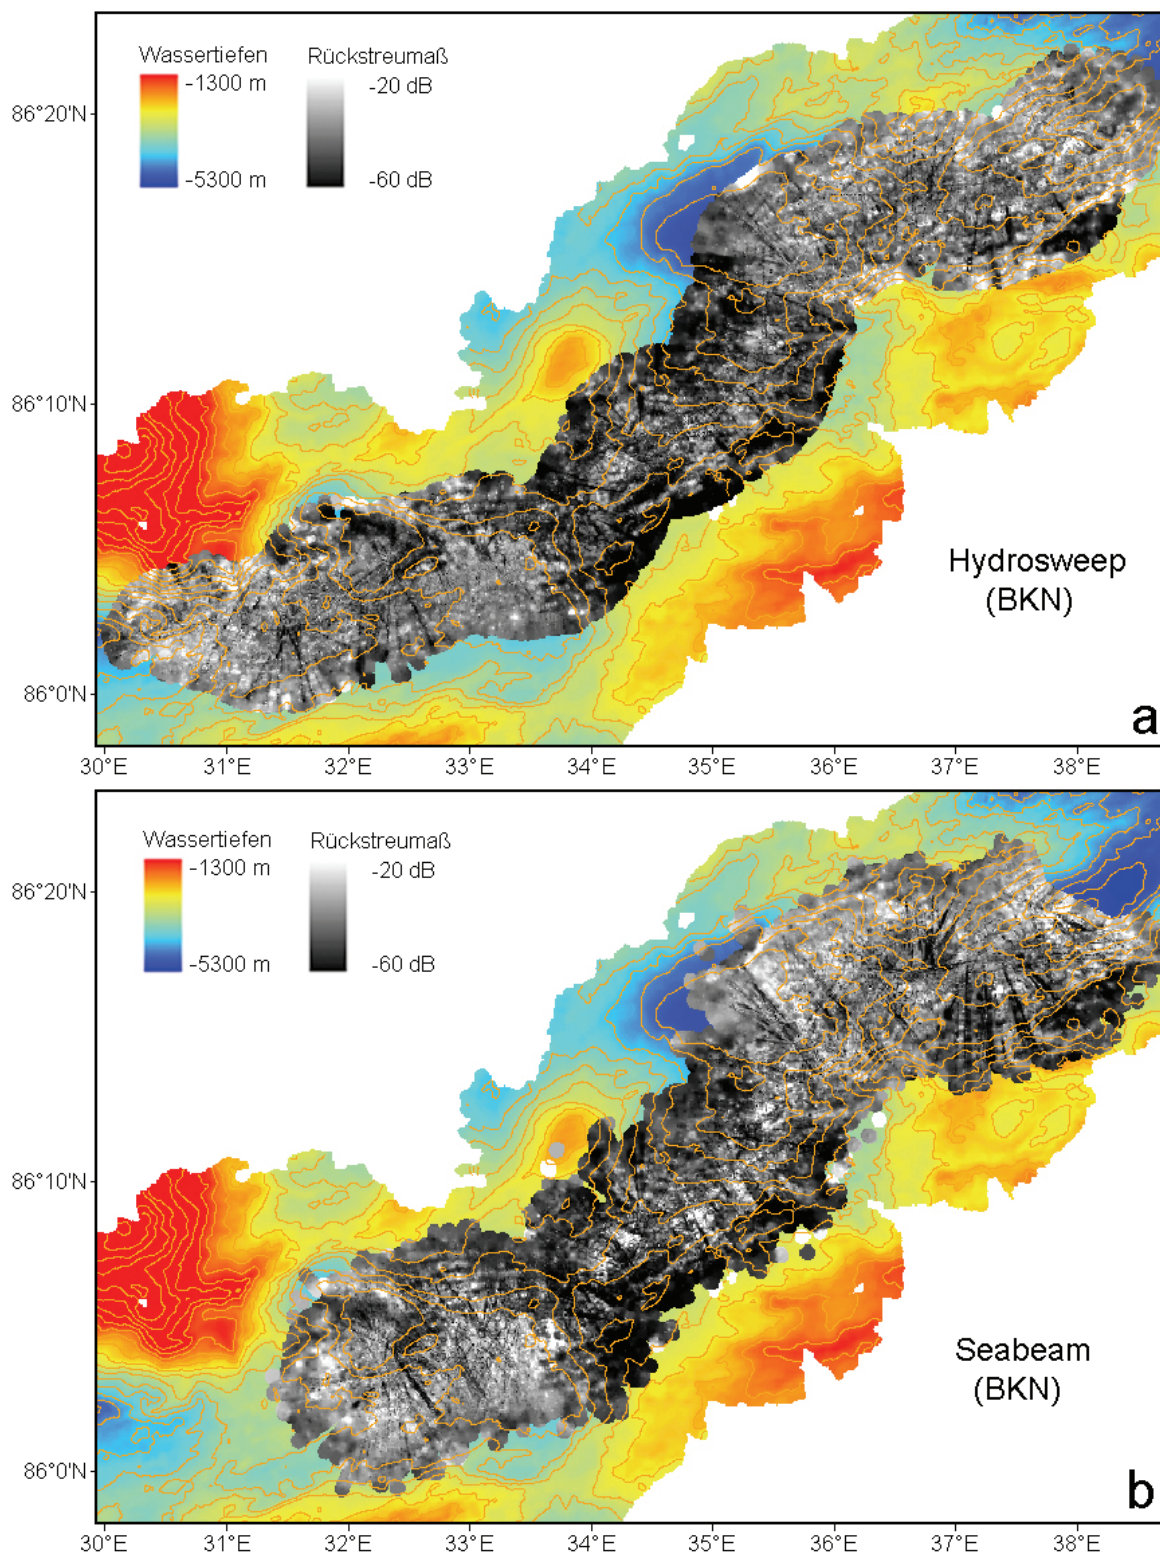 Wassertiefen
Rückstreumaß
-1300 m
-20 dB
-5300 m
-60 dB
86°20'N
86°10'N
86°0'N
Hydrosweep
(BKN)
a
30°E 31°E 32°E 33°E 34°E 35°E 36°E 37°E 38°E
Wassertiefen
Rückstreumaß
-1300 m
-20 dB
-5300 m
-60 dB
86°20'N
86°10'N
86°0'N
Seabeam
(BKN)
b
30°E 31°E 32°E 33°E 34°E 35°E 36°E 37°E 38°E